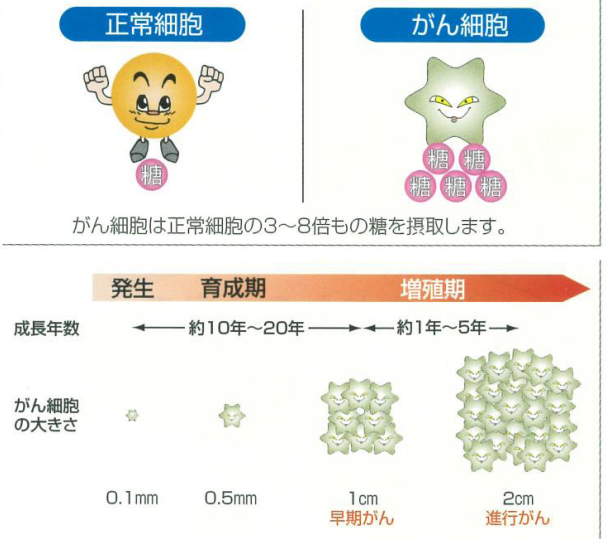 正常細胞
がん細胞
糖
糖 糖
糖 糖 糖
がん細胞は正常細胞の3〜8倍もの糖を摂取します。
発生 育成期 増殖期
成長年数 約10年〜20年 約1年〜5年
がん細胞
の大きさ
0.1mm 0.5mm 1cm 2cm
早期がん 進行がん